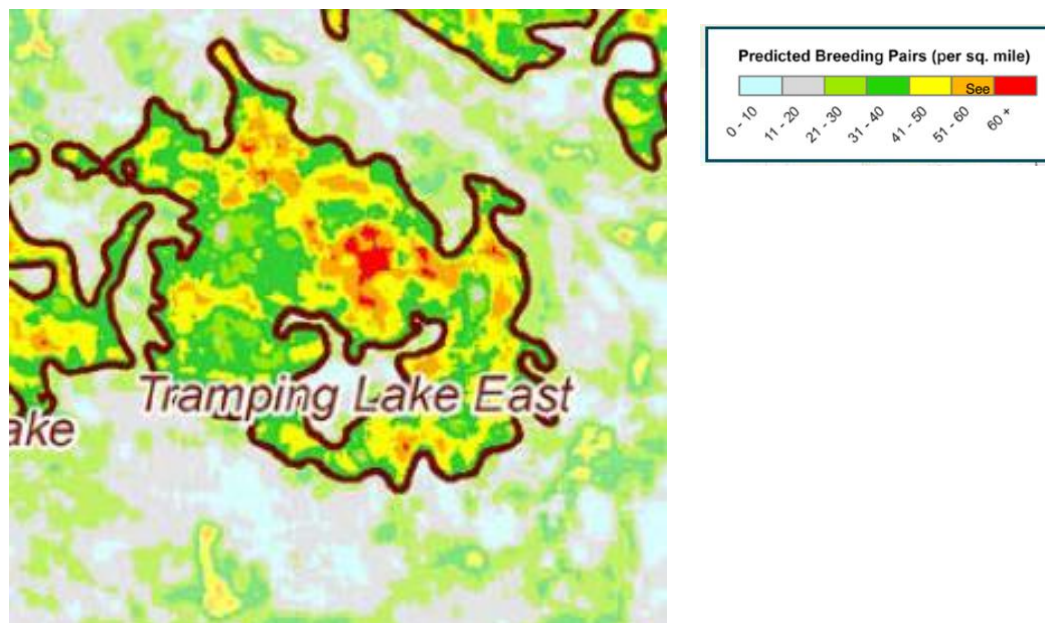 Predicted Breeding Pairs (per sq. mile)
See
0 - 10
11 - 20
21 - 30
31 - 40
41 - 50
51 - 60
60 +
Tramping Lake East
ake